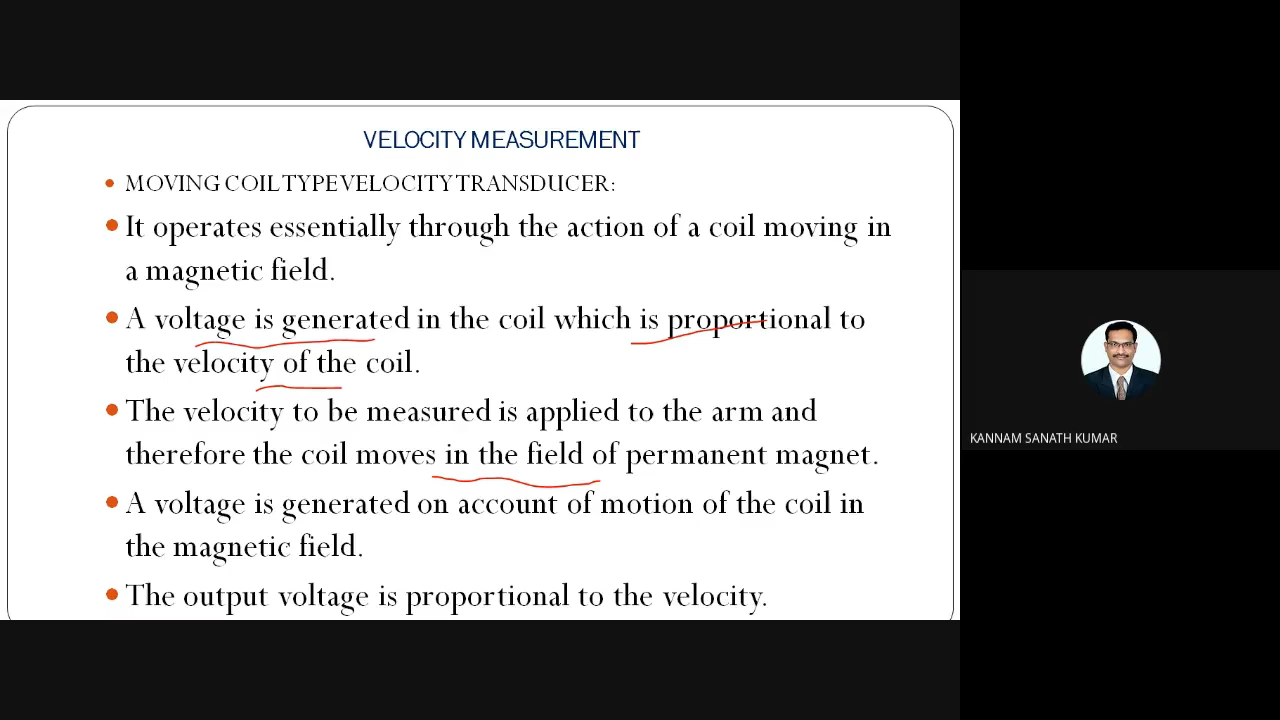 VELOCITY MEASUREMENT
• MOVING COIL TYPE VELOCITY TRANSDUCER:
• It operates essentially through the action of a coil moving in
a magnetic field.
• A voltage is generated in the coil which is proportional to
the velocity of the coil.
• The velocity to be measured is applied to the arm and
therefore the coil moves in the field of permanent magnet.
• A voltage is generated on account of motion of the coil in
the magnetic field.
• The output voltage is proportional to the velocity.
KANNAM SANATH KUMAR